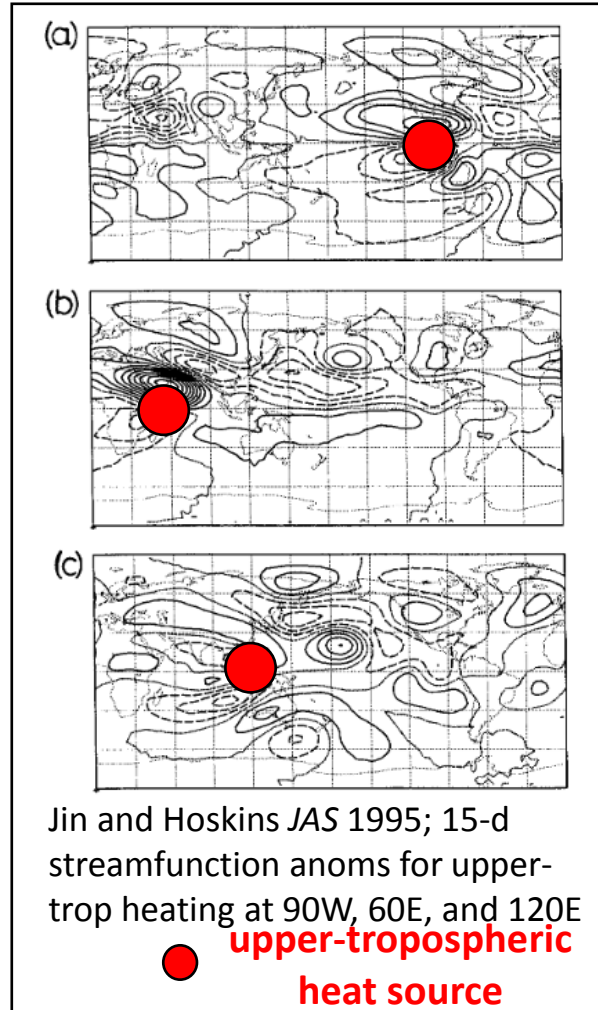 (a)
(b)
(c)
Jin and Hoskins JAS 1995; 15-d
streamfunction anoms for upper-
trop heating at 90W, 60E, and 120E
upper-tropospheric
heat source